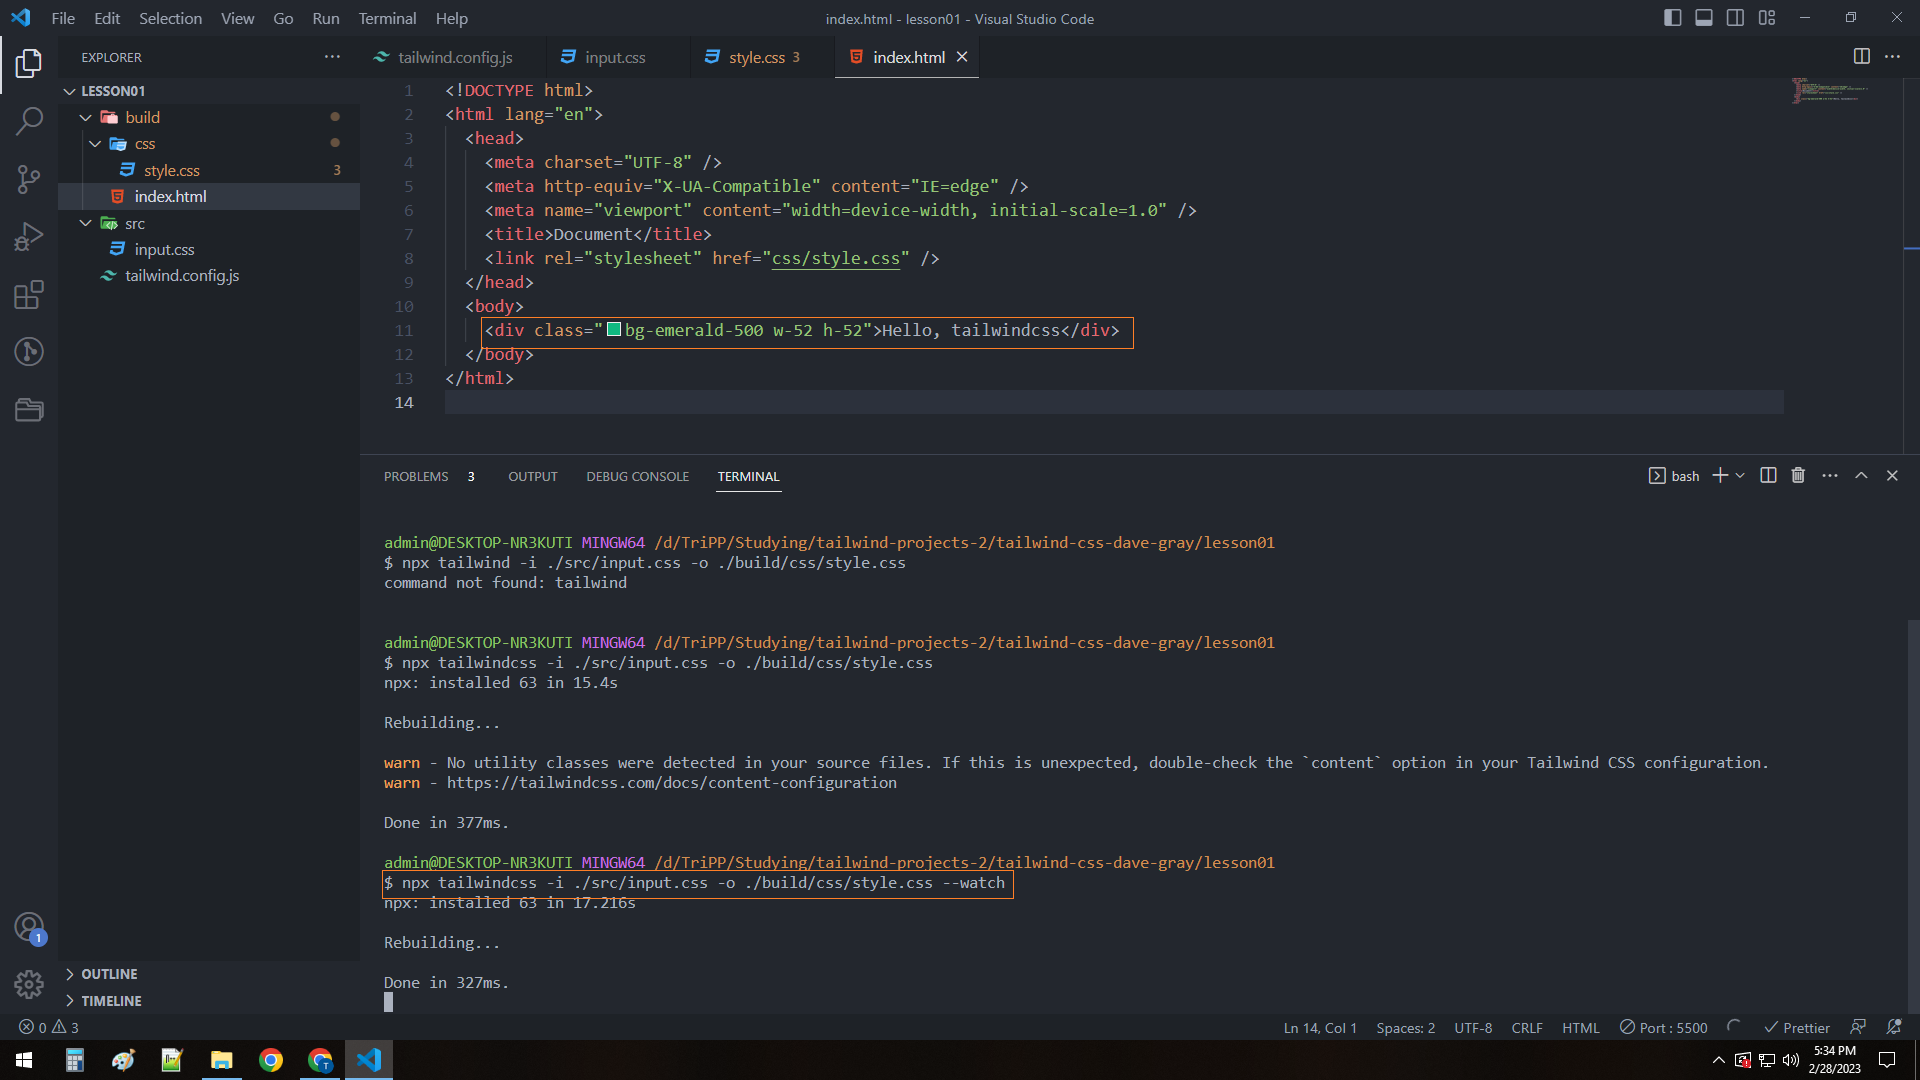 File Edit Selection View Go Run Terminal Help
index.html - lesson01 - Visual Studio Code
EXPLORER
tailwind.config.js
input.css
style.css 3
index.html
LESSON01
build
css
style.css 3
index.html
src
input.css
tailwind.config.js
OUTLINE
TIMELINE
1 <!DOCTYPE html>
2 <html lang="en">
3 <head>
4 <meta charset="UTF-8" />
5 <meta http-equiv="X-UA-Compatible" content="IE=edge" />
6 <meta name="viewport" content="width=device-width, initial-scale=1.0" />
7 <title>Document</title>
8 <link rel="stylesheet" href="css/style.css" />
9 </head>
10 <body>
11 <div class="bg-emerald-500 w-52 h-52">Hello, tailwindcss</div>
12 </body>
13 </html>
14
PROBLEMS 3 OUTPUT DEBUG CONSOLE TERMINAL
bash
admin@DESKTOP-NR3KUTI MINGW64 /d/TriPP/Studying/tailwind-projects-2/tailwind-css-dave-gray/lesson01
$ npx tailwind -i ./src/input.css -o ./build/css/style.css
command not found: tailwind
admin@DESKTOP-NR3KUTI MINGW64 /d/TriPP/Studying/tailwind-projects-2/tailwind-css-dave-gray/lesson01
$ npx tailwindcss -i ./src/input.css -o ./build/css/style.css
npx: installed 63 in 15.4s
Rebuilding...
warn - No utility classes were detected in your source files. If this is unexpected, double-check the `content` option in your Tailwind CSS configuration.
warn - https://tailwindcss.com/docs/content-configuration
Done in 377ms.
admin@DESKTOP-NR3KUTI MINGW64 /d/TriPP/Studying/tailwind-projects-2/tailwind-css-dave-gray/lesson01
$ npx tailwindcss -i ./src/input.css -o ./build/css/style.css --watch
npx: installed 63 in 17.216s
Rebuilding...
Done in 327ms.
1
0 3
Ln 14, Col 1 Spaces: 2 UTF-8 CRLF HTML Port : 5500 Prettier
5:34 PM
2/28/2023